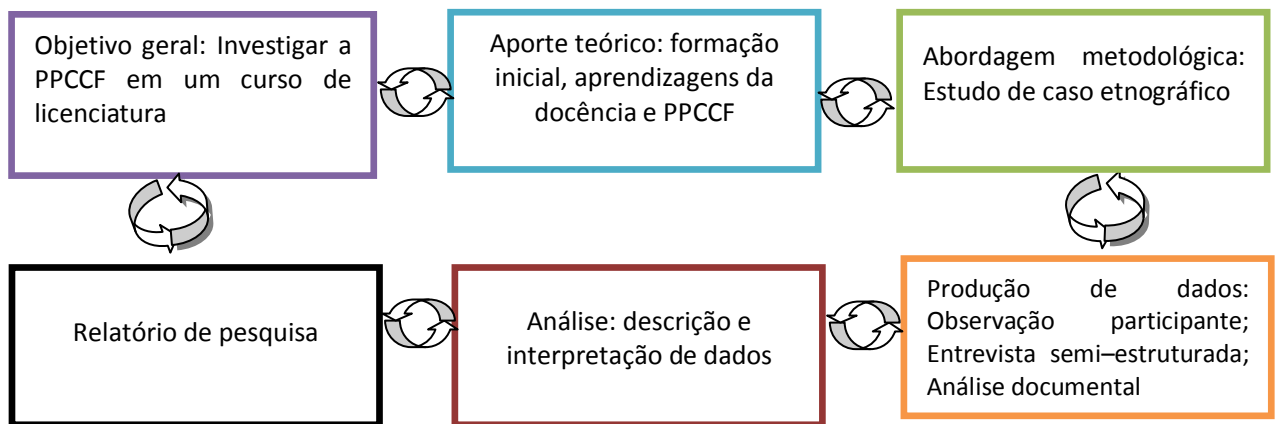 Objetivo geral: Investigar a
PPCCF em um curso de
licenciatura
Aporte teórico: formação
inicial, aprendizagens da
docência e PPCCF
Abordagem metodológica:
Estudo de caso etnográfico
Relatório de pesquisa
Análise: descrição e
interpretação de dados
Produção de dados:
Observação participante;
Entrevista semi–estruturada;
Análise documental